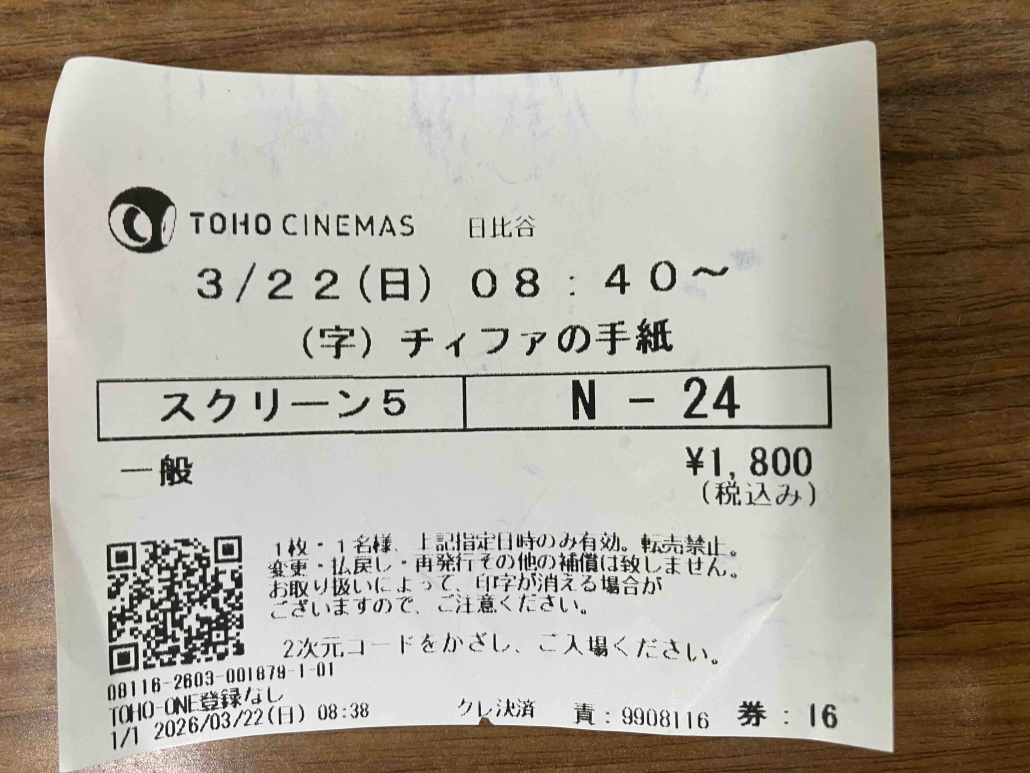 TOHO CINEMAS 日比谷
3/22(日) 08:40~
(字) チィファの手紙
スクリーン5 N - 24
一般 ¥1,800
(税込み)
1枚・1名様、上記指定日時のみ有効。転売禁止。
変更・払戻し・再発行その他の補償は致しません。
お取り扱いによって、印字が消える場合が
ございますので、ご注意ください。
2次元コードをかざし、ご入場ください。
08116-2603-001879-1-01
TOHO-ONE登録なし
1/1 2026/03/22(日) 08:38 クレ決済 責:9908116 券:16